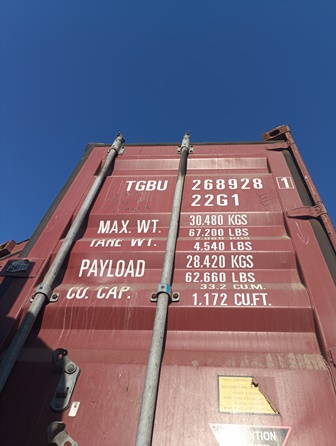 TGBU 268928 1
22G1
MAX. WT. 30.480 KGS
67.200 LBS
TARE WT.
4.540 LBS
PAYLOAD 28.420 KGS
62.660 LBS
CU. CAP. 33.2 CU.M.
1.172 CU.FT.
ATTENTION